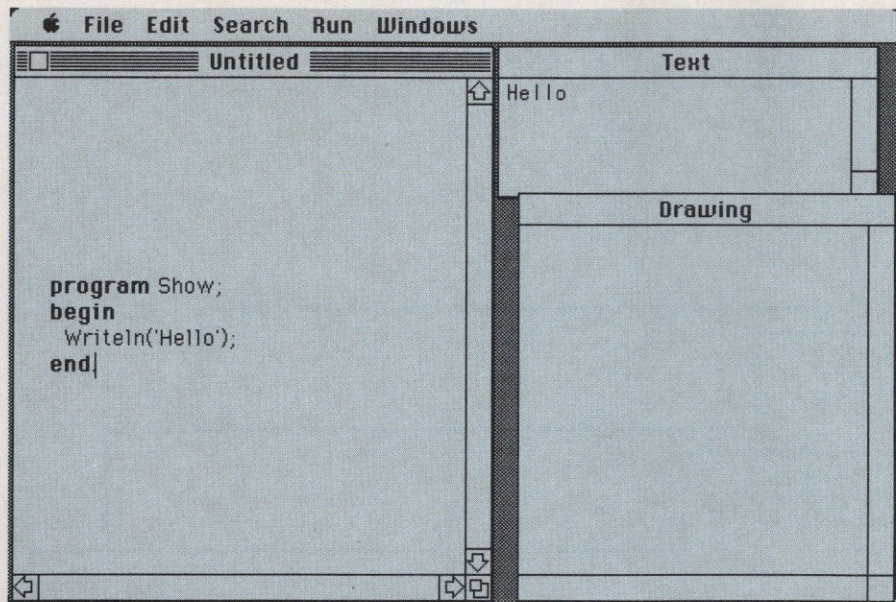 File Edit Search Run Windows
Untitled
program Show;
begin
Writeln('Hello');
end.
Text
Hello
Drawing